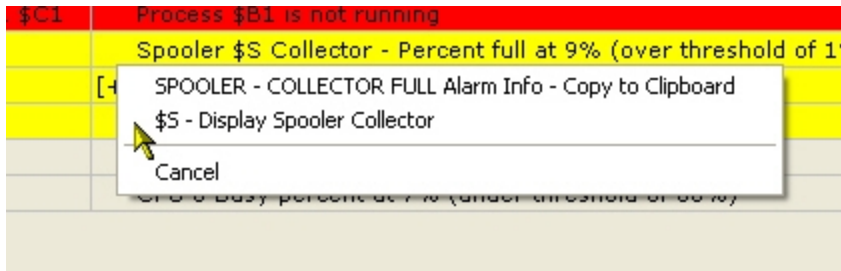 $C1 Process $B1 is not running
Spooler $S Collector - Percent full at 9% (over threshold of 1
[+
SPOOLER - COLLECTOR FULL Alarm Info - Copy to Clipboard
$S - Display Spooler Collector
Cancel
Busy percent at 7% (under threshold of